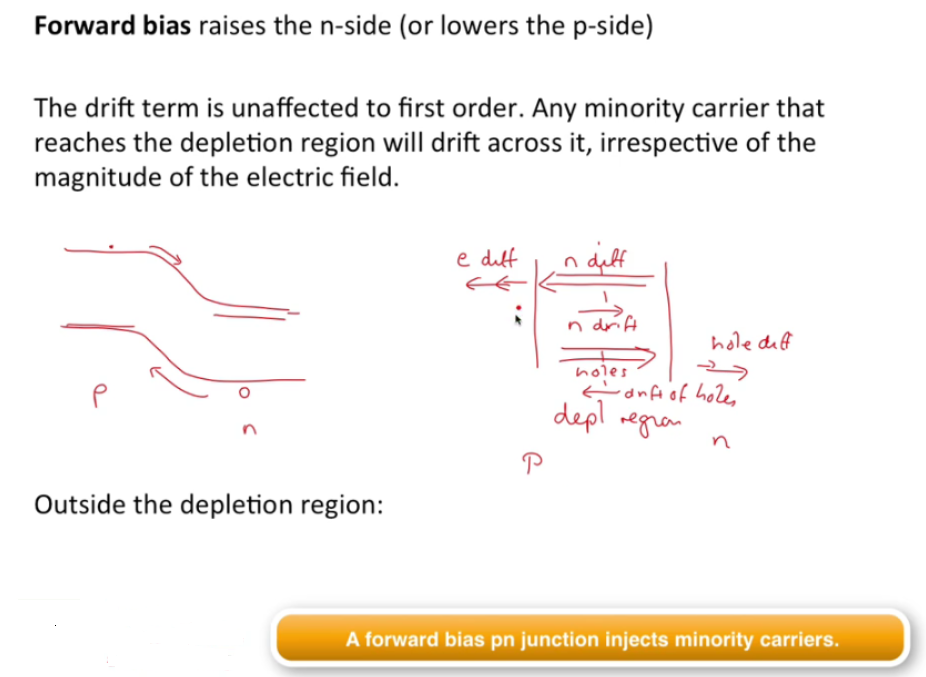 Forward bias raises the n-side (or lowers the p-side)
The drift term is unaffected to first order. Any minority carrier that
reaches the depletion region will drift across it, irrespective of the
magnitude of the electric field.
e diff
n diff
n drift
hole diff
holes
drift of holes
depl region
p
n
n
p
Outside the depletion region:
A forward bias pn junction injects minority carriers.